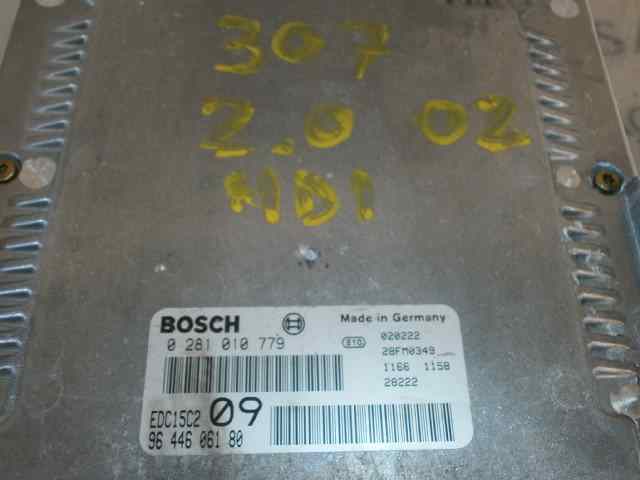 307
2.0 02
HDI
BOSCH Made in Germany
0 281 010 779
E10 020222
28FM0349
1166 1158
28222
EDC15C2 09
96 446 061 80